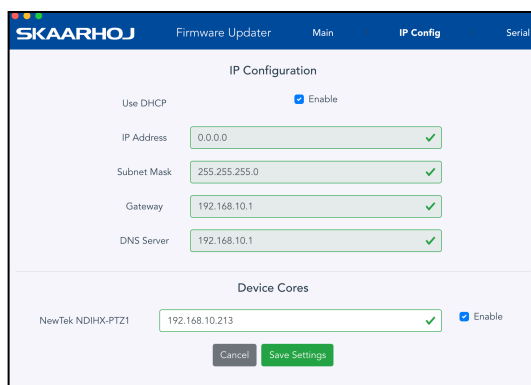 SKAARHOJ Firmware Updater Main IP Config Serial
IP Configuration
Use DHCP Enable
IP Address 0.0.0.0
Subnet Mask 255.255.255.0
Gateway 192.168.10.1
DNS Server 192.168.10.1
Device Cores
NewTek NDIHX-PTZ1 192.168.10.213 Enable
Cancel Save Settings